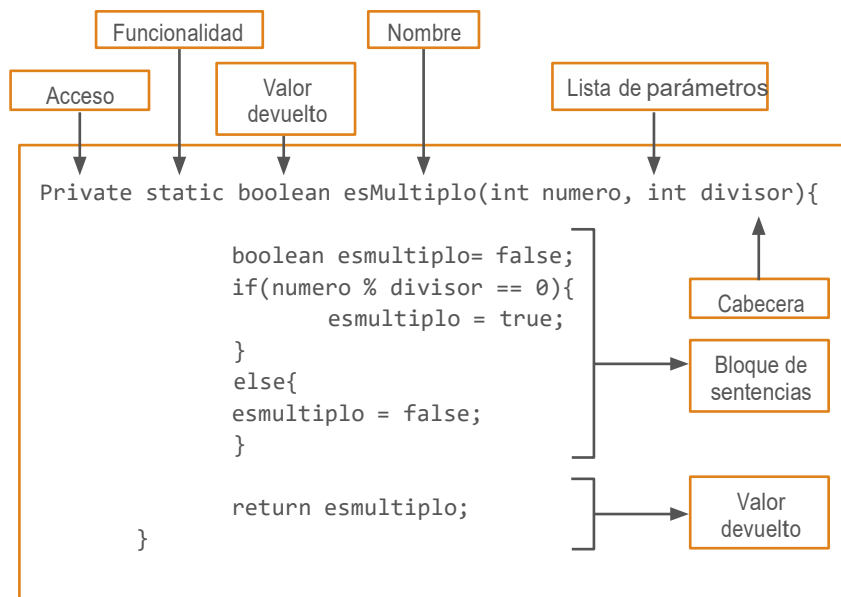 Funcionalidad
Nombre
Acceso
Valor
devuelto
Lista de parámetros
Private static boolean esMultiplo(int numero, int divisor){
boolean esmultiplo= false;
if(numero % divisor == 0){
esmultiplo = true;
}
else{
esmultiplo = false;
}
Cabecera
Bloque de
sentencias
return esmultiplo;
}
Valor
devuelto